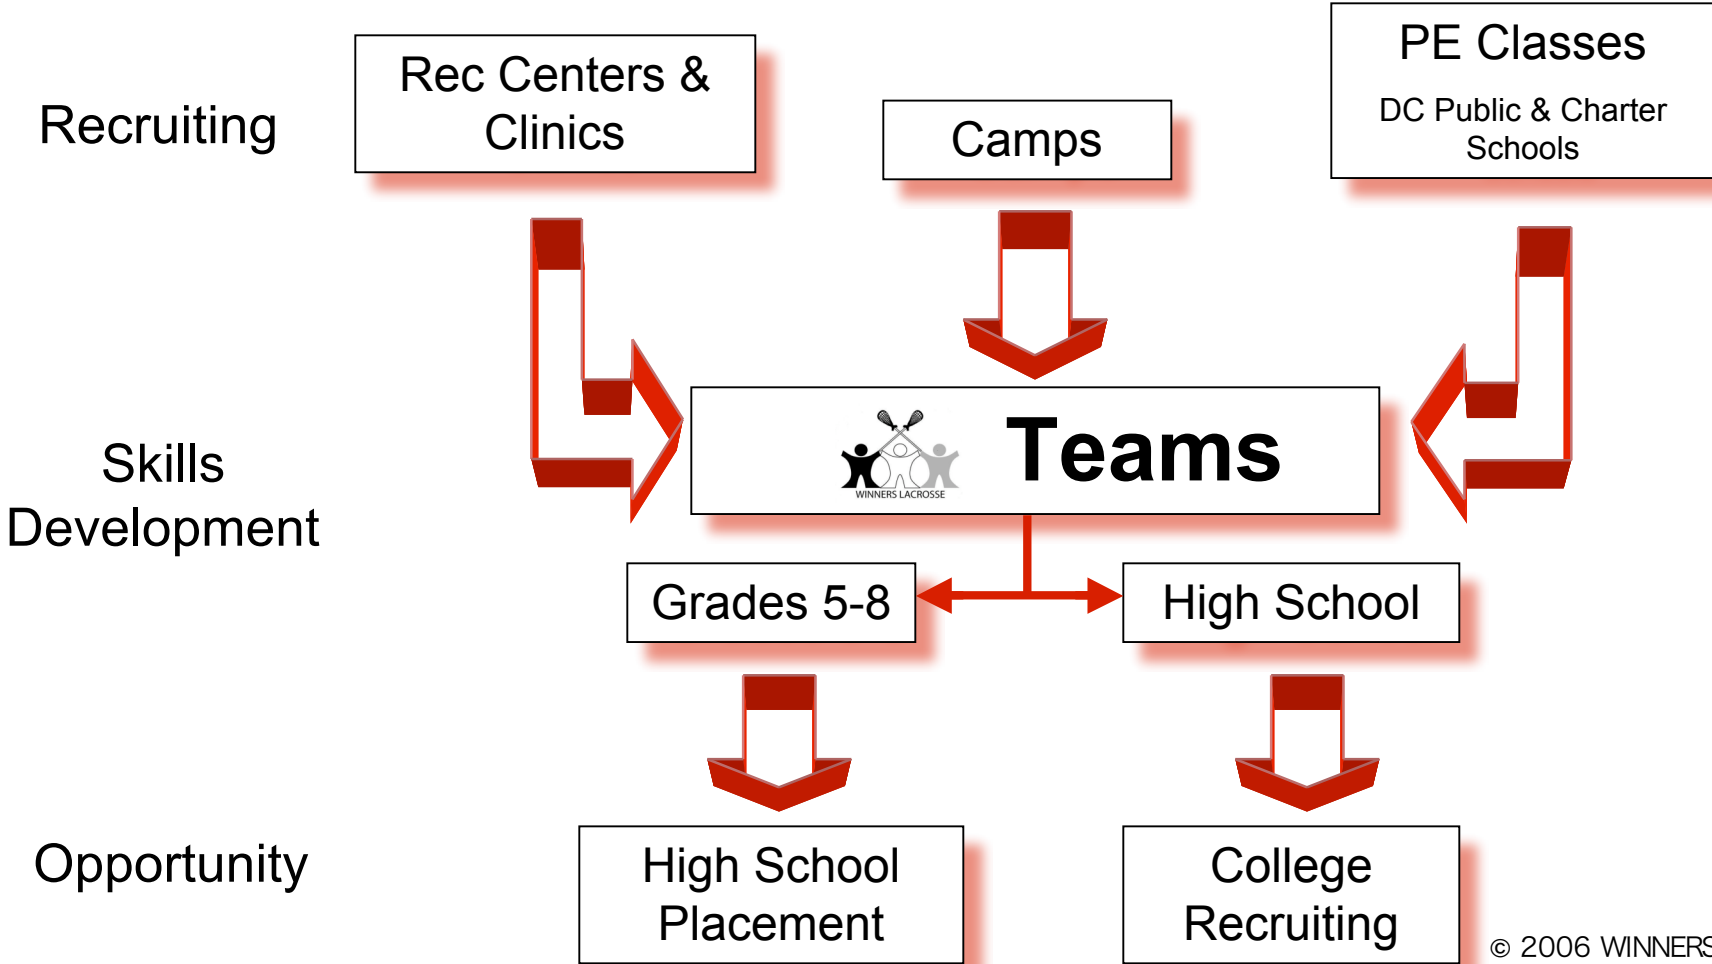 Recruiting
Rec Centers &
Clinics
Camps
PE Classes
DC Public & Charter
Schools
Skills
Development
WINNERS LACROSSE
Teams
Grades 5-8
High School
Opportunity
High School
Placement
College
Recruiting
© 2006 WINNERS